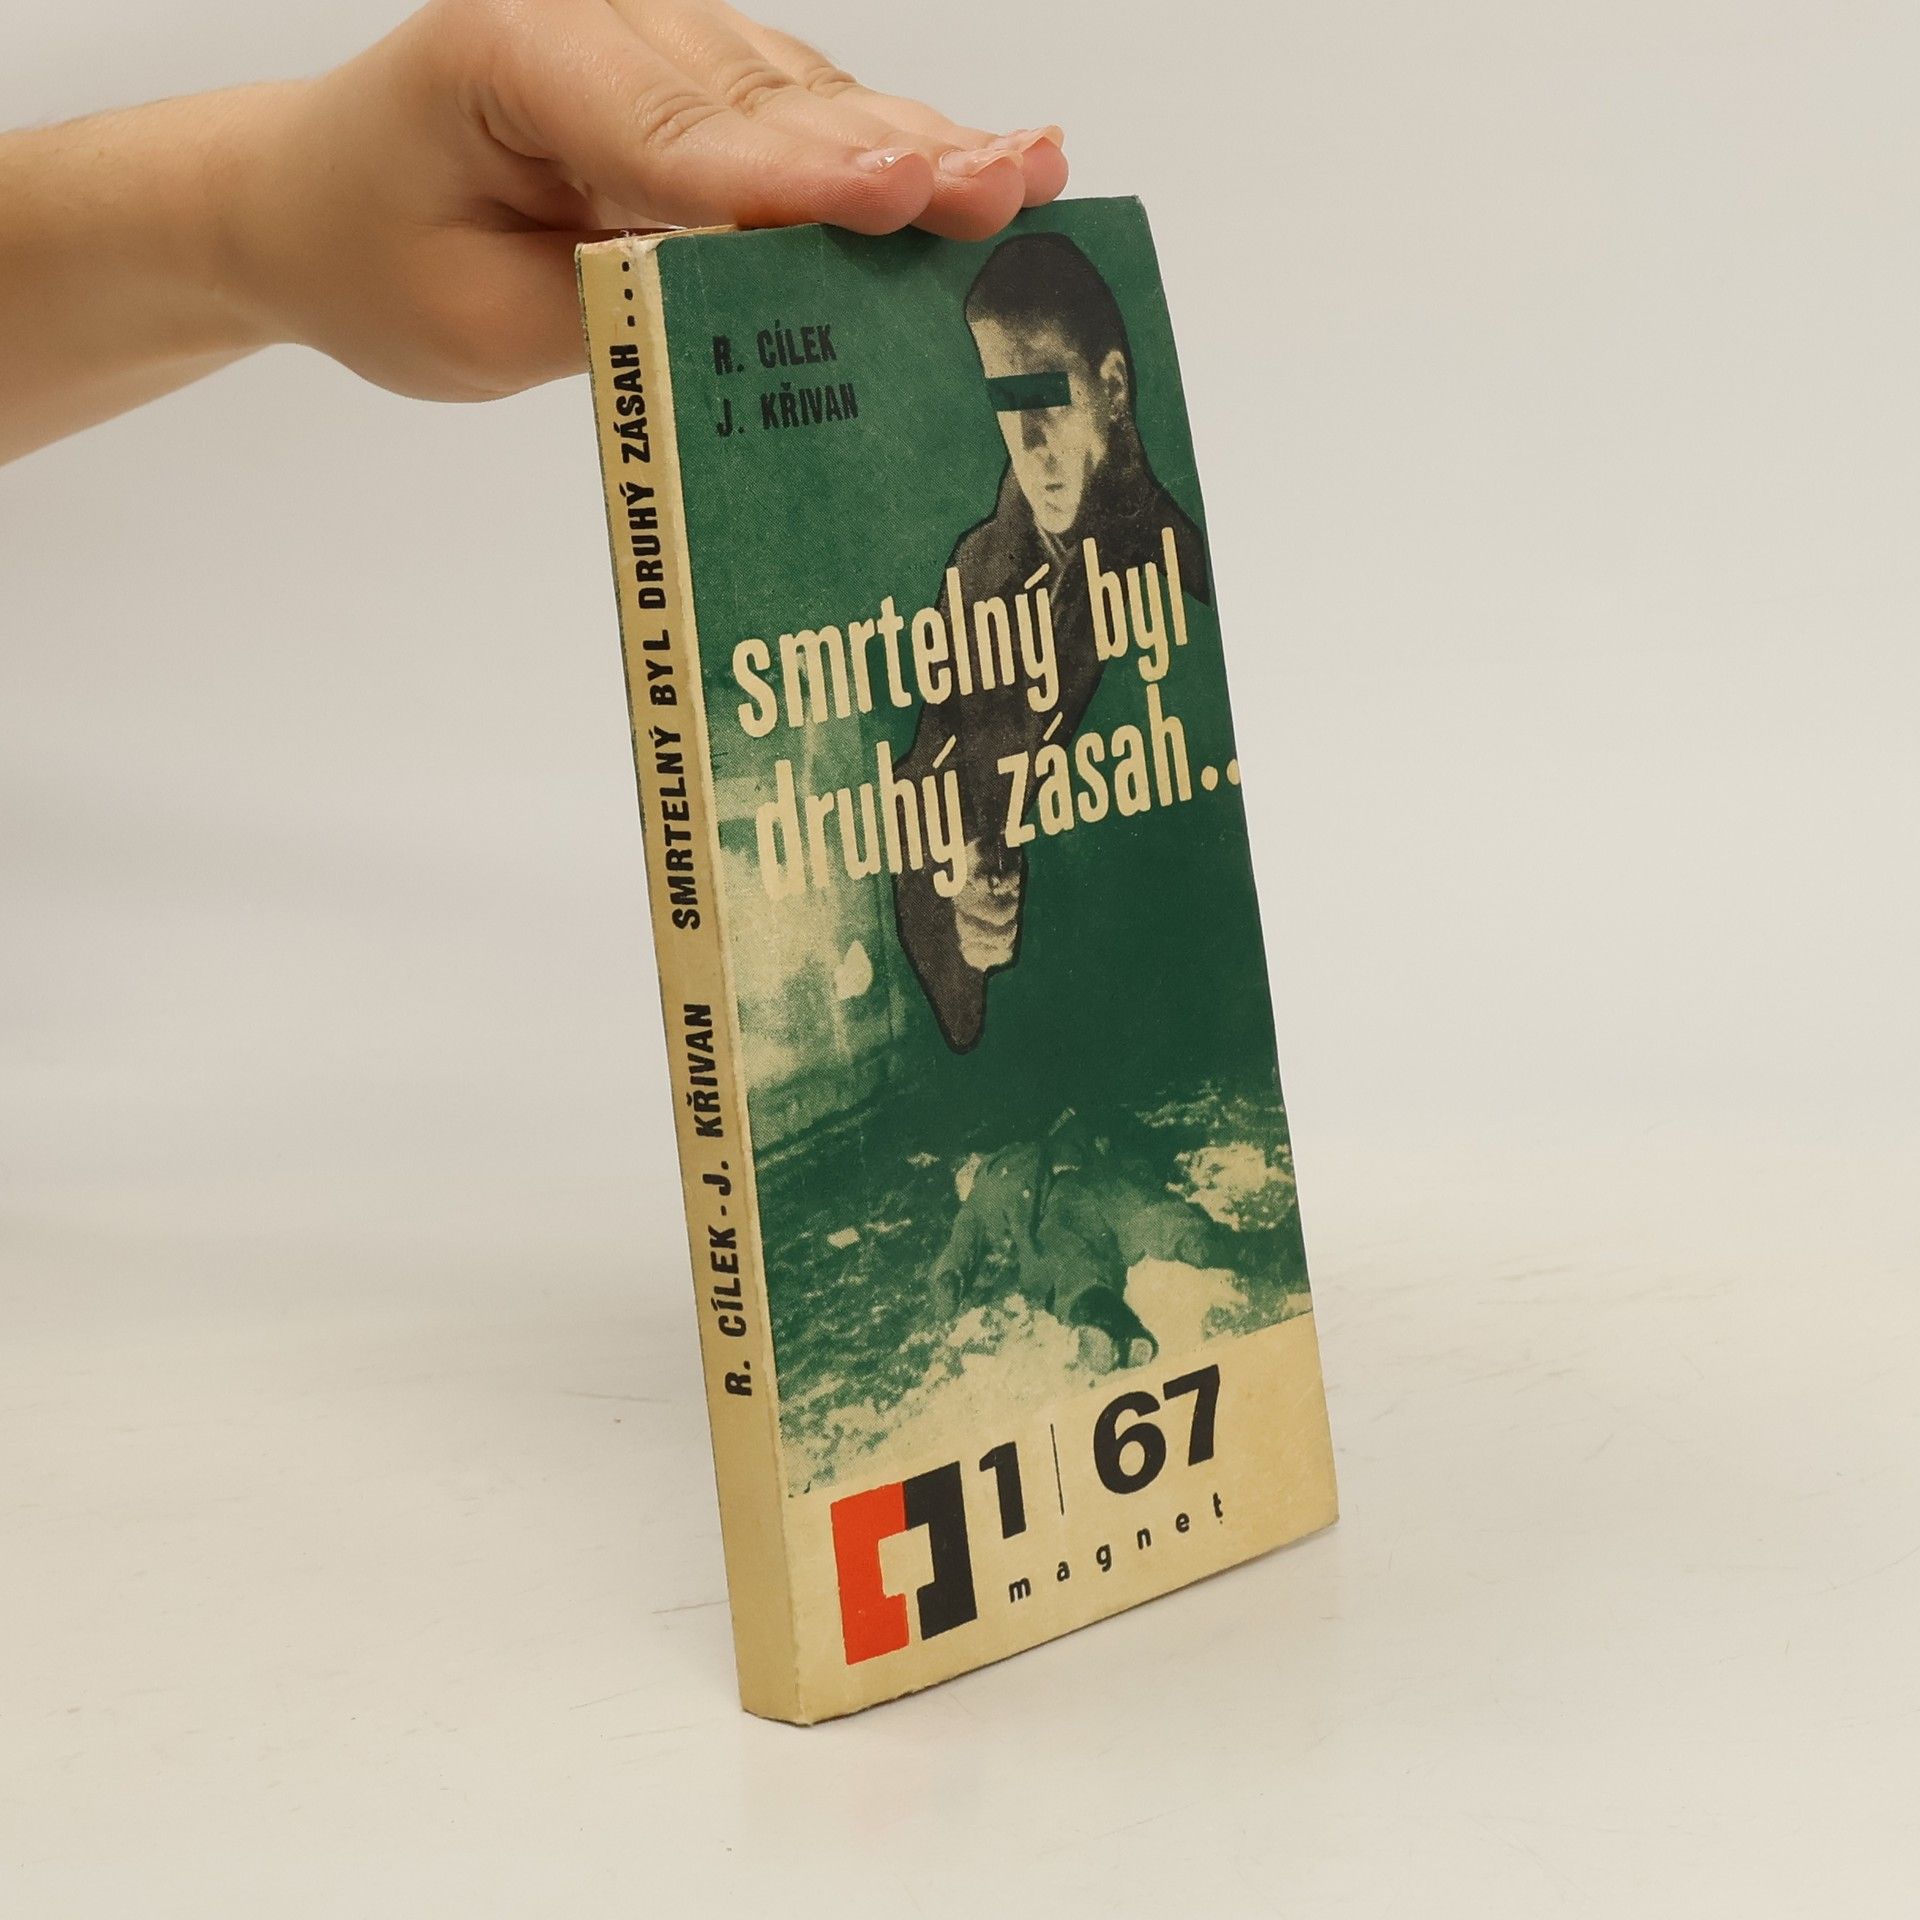 R. CÍLEK - J. KŘIVAN SMRTELNÝ BYL DRUHÝ ZÁSAH...
R. CÍLEK
J. KŘIVAN
smrtelný byl
druhý zásah..
1 | 67
magnet